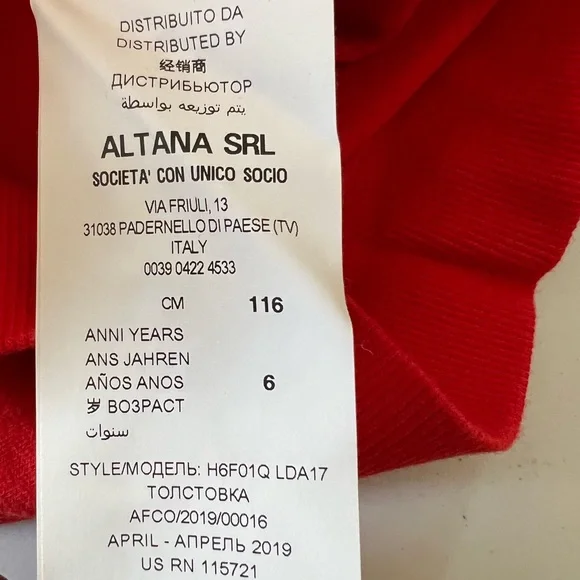 DISTRIBUITO DA
DISTRIBUTED BY
经销商
ДИСТРИБЬЮТОР
يتم توزيعه بواسطة
ALTANA SRL
SOCIETA' CON UNICO SOCIO
VIA FRIULI, 13
31038 PADERNELLO DI PAESE (TV)
ITALY
0039 0422 4533
CM 116
ANNI YEARS
ANS JAHREN
AÑOS ANOS 6
岁 ВОЗРАСТ
سنوات
STYLE/МОДЕЛЬ: H6F01Q LDA17
ТОЛСТОВКА
AFCO/2019/00016
APRIL - АПРЕЛЬ 2019
US RN 115721